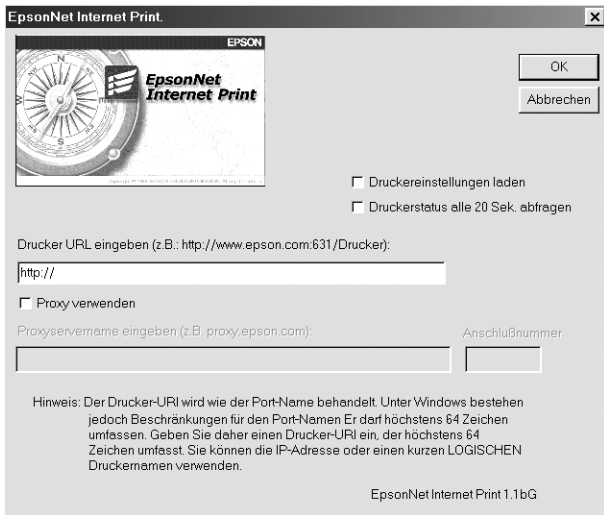 EpsonNet Internet Print.
EPSON
EpsonNet
Internet Print
OK
Abbrechen
Druckereinstellungen laden
Druckerstatus alle 20 Sek. abfragen
Drucker URL eingeben (z.B.: http://www.epson.com:631/Drucker):
http://
Proxy verwenden
Proxyservername eingeben (z.B. proxy.epson.com):
Anschlußnummer
Hinweis: Der Drucker-URI wird wie der Port-Name behandelt. Unter Windows bestehen
jedoch Beschränkungen für den Port-Namen Er darf höchstens 64 Zeichen
umfassen. Geben Sie daher einen Drucker-URI ein, der höchstens 64
Zeichen umfasst. Sie können die IP-Adresse oder einen kurzen LOGISCHEN
Druckernamen verwenden.
EpsonNet Internet Print 1.1bG